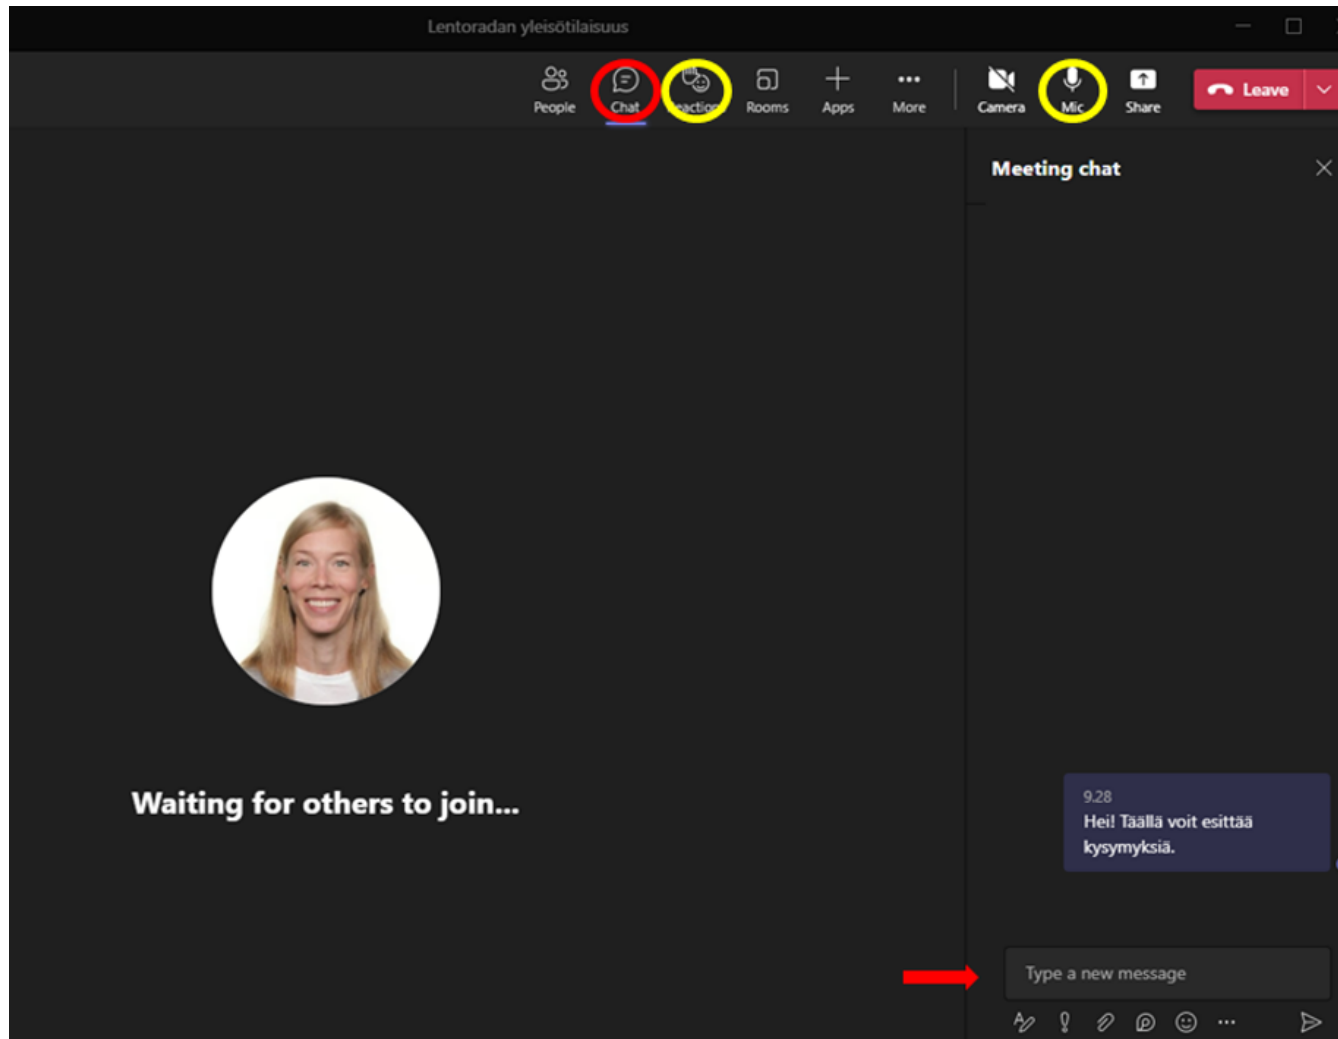 Lentoradan yleisötilaisuus
People Chat Reactions Rooms Apps More Camera Mic Share Leave
Meeting chat
Waiting for others to join...
9.28
Hei! Täällä voit esittää
kysymyksiä.
Type a new message